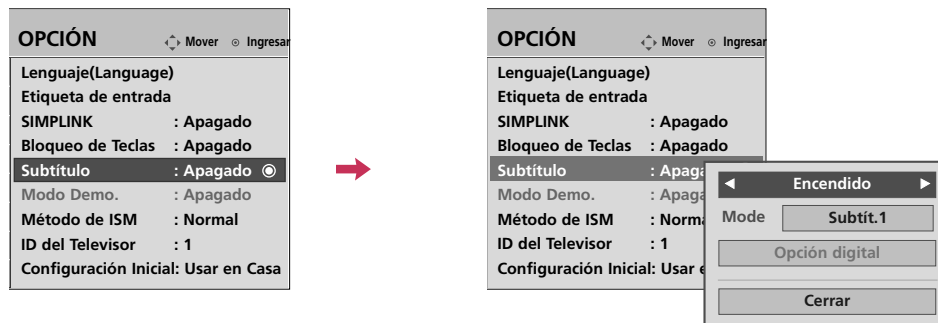 OPCIÓN Mover Ingresar
Lenguaje(Language)
Etiqueta de entrada
SIMPLINK : Apagado
Bloqueo de Teclas : Apagado
Subtítulo : Apagado
Modo Demo. : Apagado
Método de ISM : Normal
ID del Televisor : 1
Configuración Inicial: Usar en Casa
OPCIÓN Mover Ingresar
Lenguaje(Language)
Etiqueta de entrada
SIMPLINK : Apagado
Bloqueo de Teclas : Apagado
Subtítulo : Apaga
Modo Demo. : Apaga
Método de ISM : Norma
ID del Televisor : 1
Configuración Inicial: Usar e
Encendido
Mode Subtít.1
Opción digital
Cerrar